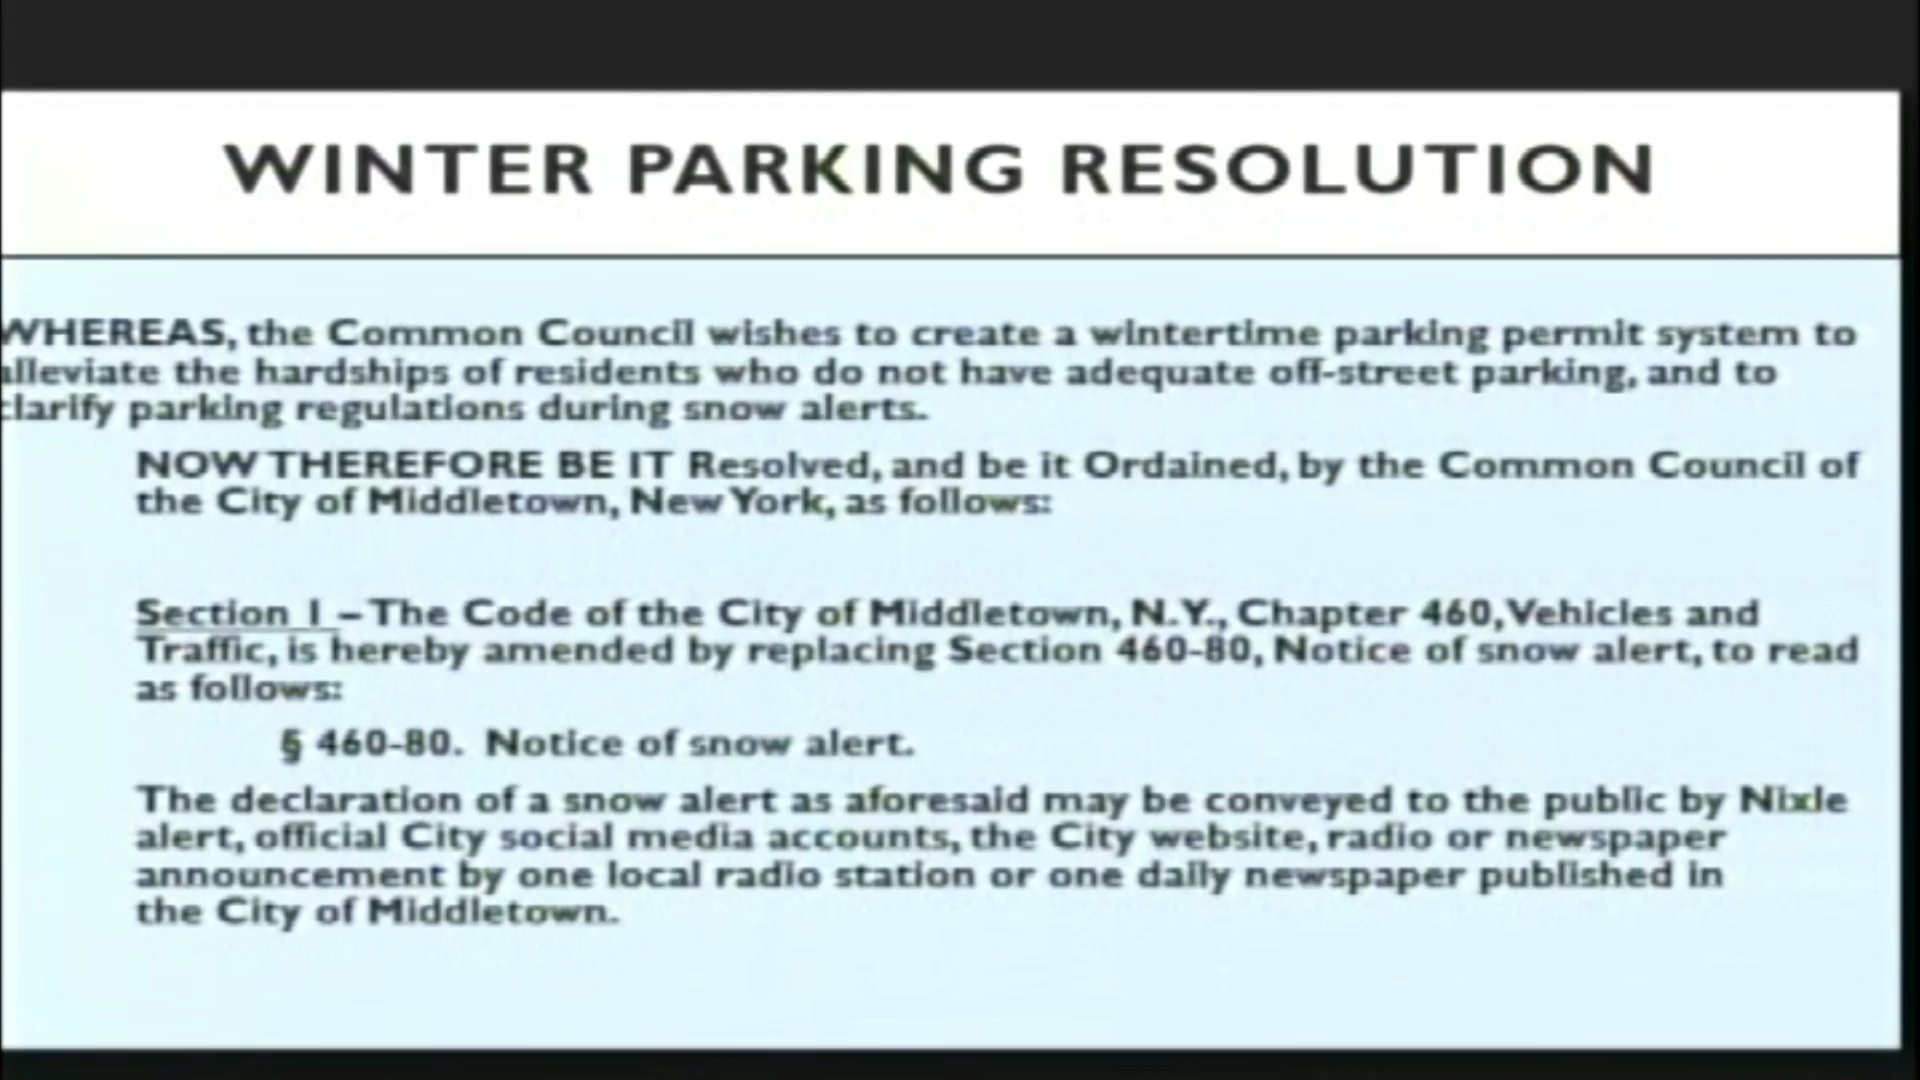 WINTER PARKING RESOLUTION
WHEREAS, the Common Council wishes to create a wintertime parking permit system to
alleviate the hardships of residents who do not have adequate off-street parking, and to
clarify parking regulations during snow alerts.
NOW THEREFORE BE IT Resolved, and be it Ordained, by the Common Council of
the City of Middletown, New York, as follows:
Section 1 – The Code of the City of Middletown, N.Y., Chapter 460, Vehicles and
Traffic, is hereby amended by replacing Section 460-80, Notice of snow alert, to read
as follows:
§ 460-80. Notice of snow alert.
The declaration of a snow alert as aforesaid may be conveyed to the public by Nixle
alert, official City social media accounts, the City website, radio or newspaper
announcement by one local radio station or one daily newspaper published in
the City of Middletown.